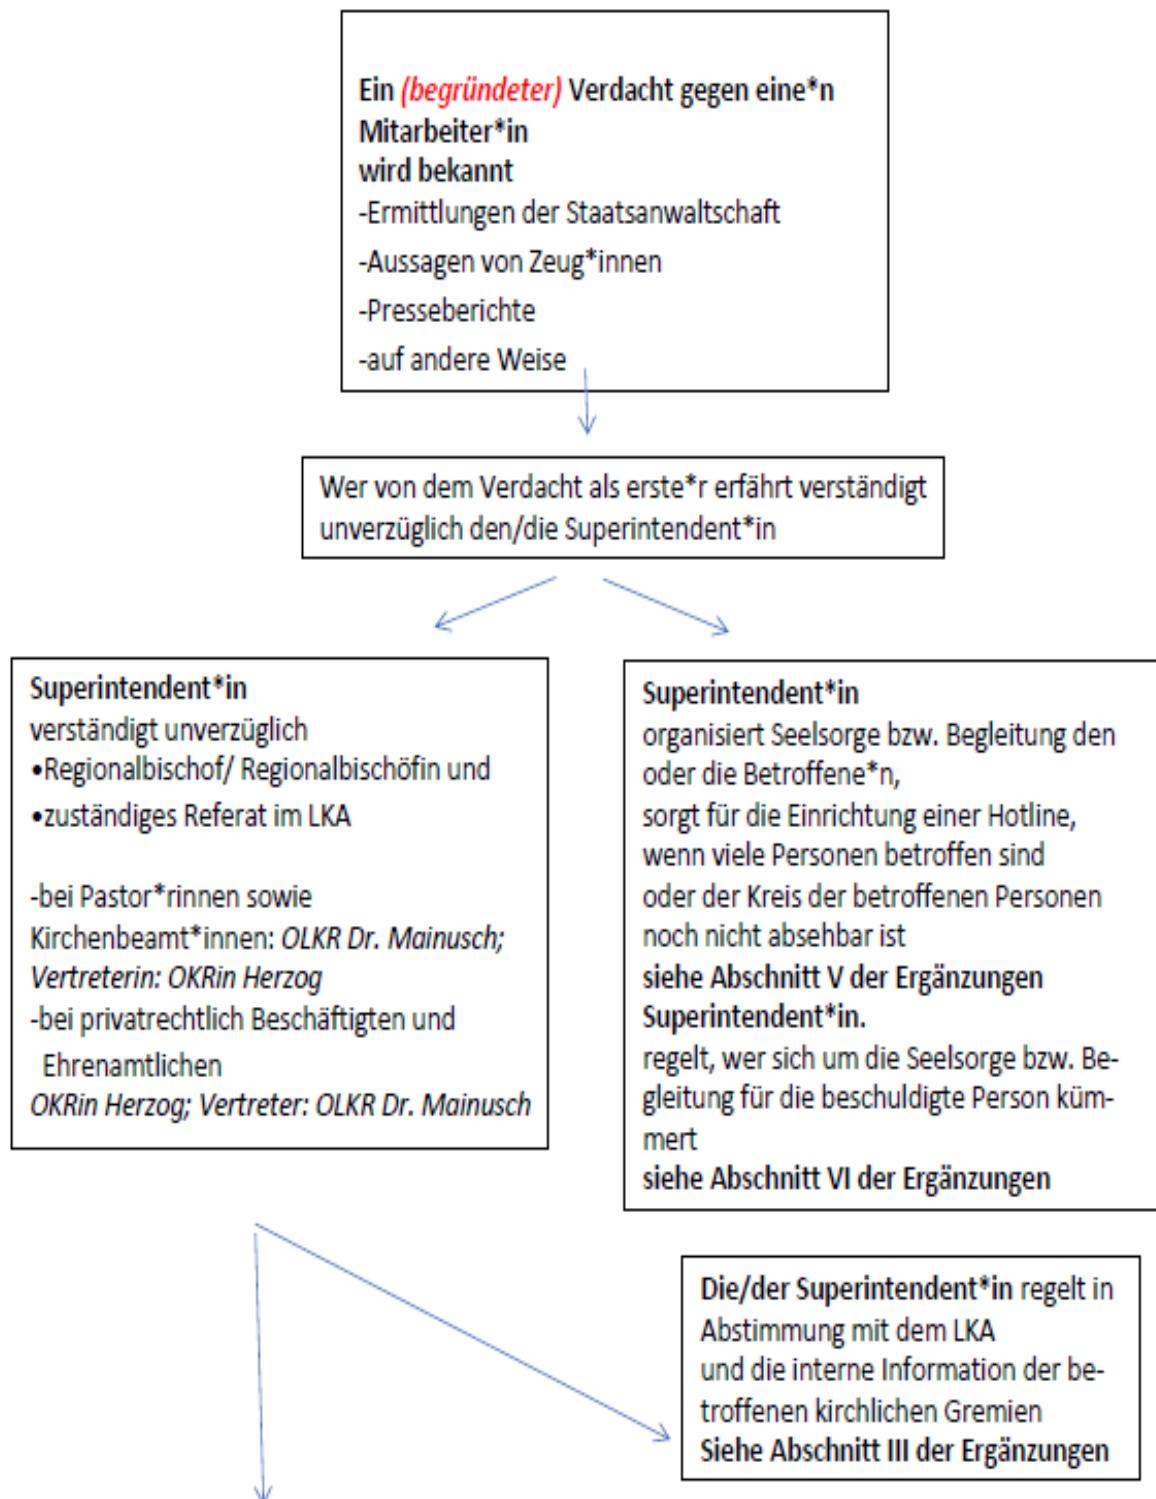 Ein (begründeter) Verdacht gegen eine*n
Mitarbeiter*in
wird bekannt
-Ermittlungen der Staatsanwaltschaft
-Aussagen von Zeug*innen
-Presseberichte
-auf andere Weise
Wer von dem Verdacht als erste*r erfährt verständigt
unverzüglich den/die Superintendent*in
Superintendent*in
verständigt unverzüglich
•Regionalbischof/ Regionalbischöfin und
•zuständiges Referat im LKA
-bei Pastor*rinnen sowie
Kirchenbeamt*innen: OLKR Dr. Mainusch;
Vertreterin: OKRin Herzog
-bei privatrechtlich Beschäftigten und
Ehrenamtlichen
OKRin Herzog; Vertreter: OLKR Dr. Mainusch
Superintendent*in
organisiert Seelsorge bzw. Begleitung den
oder die Betroffene*n,
sorgt für die Einrichtung einer Hotline,
wenn viele Personen betroffen sind
oder der Kreis der betroffenen Personen
noch nicht absehbar ist
siehe Abschnitt V der Ergänzungen
Superintendent*in.
regelt, wer sich um die Seelsorge bzw. Be-
gleitung für die beschuldigte Person küm-
mert
siehe Abschnitt VI der Ergänzungen
Die/der Superintendent*in regelt in
Abstimmung mit dem LKA
und die interne Information der be-
troffenen kirchlichen Gremien
Siehe Abschnitt III der Ergänzungen